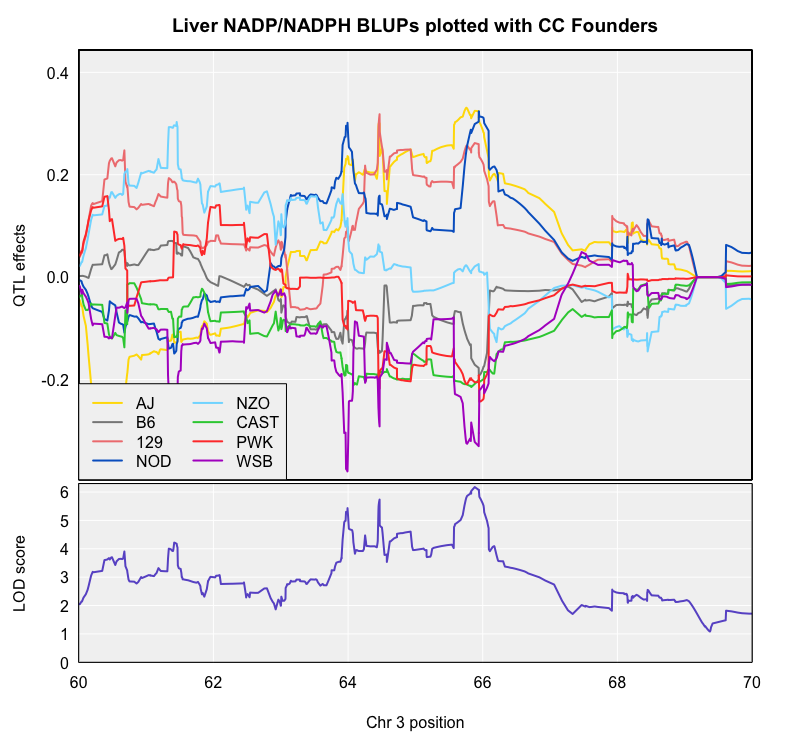 Liver NADP/NADPH BLUPs plotted with CC Founders
QTL effects
0.4
0.2
0.0
-0.2
AJ
B6
129
NOD
NZO
CAST
PWK
WSB
LOD score
6
5
4
3
2
1
0
60
62
64
66
68
70
Chr 3 position